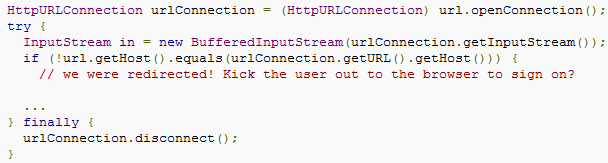 HttpURLConnection urlConnection = (HttpURLConnection) url.openConnection();
try {
  InputStream in = new BufferedInputStream(urlConnection.getInputStream());
  if (!url.getHost().equals(urlConnection.getURL().getHost())) {
    // we were redirected! Kick the user out to the browser to sign on?
  ...
} finally {
  urlConnection.disconnect();
}